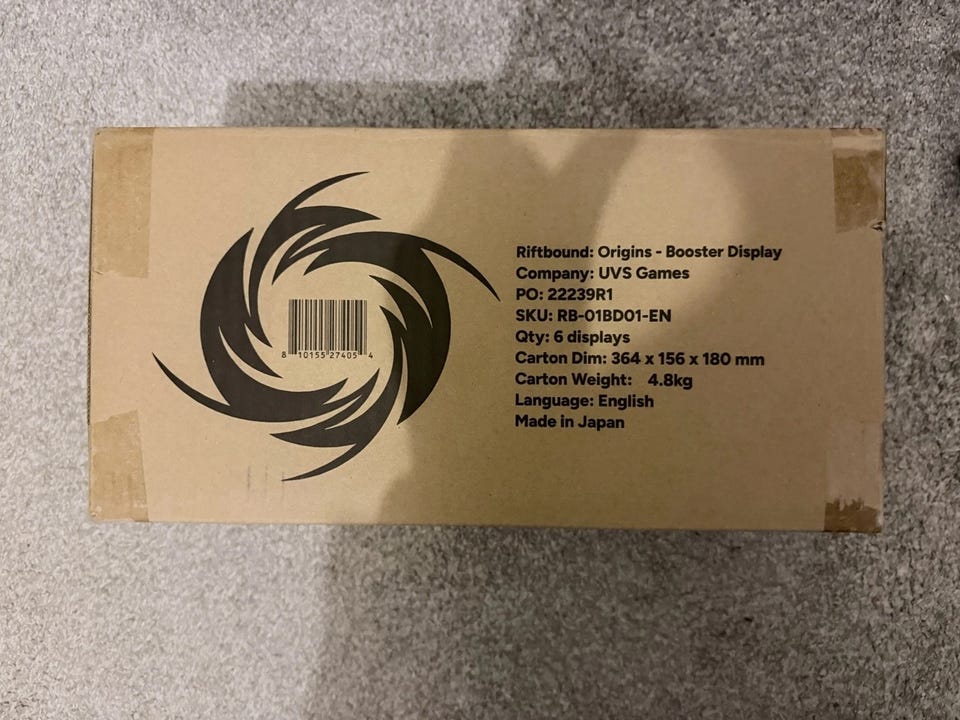 8 10155 27405 4
Riftbound: Origins - Booster Display
Company: UVS Games
PO: 22239R1
SKU: RB-01BD01-EN
Qty: 6 displays
Carton Dim: 364 x 156 x 180 mm
Carton Weight: 4.8kg
Language: English
Made in Japan